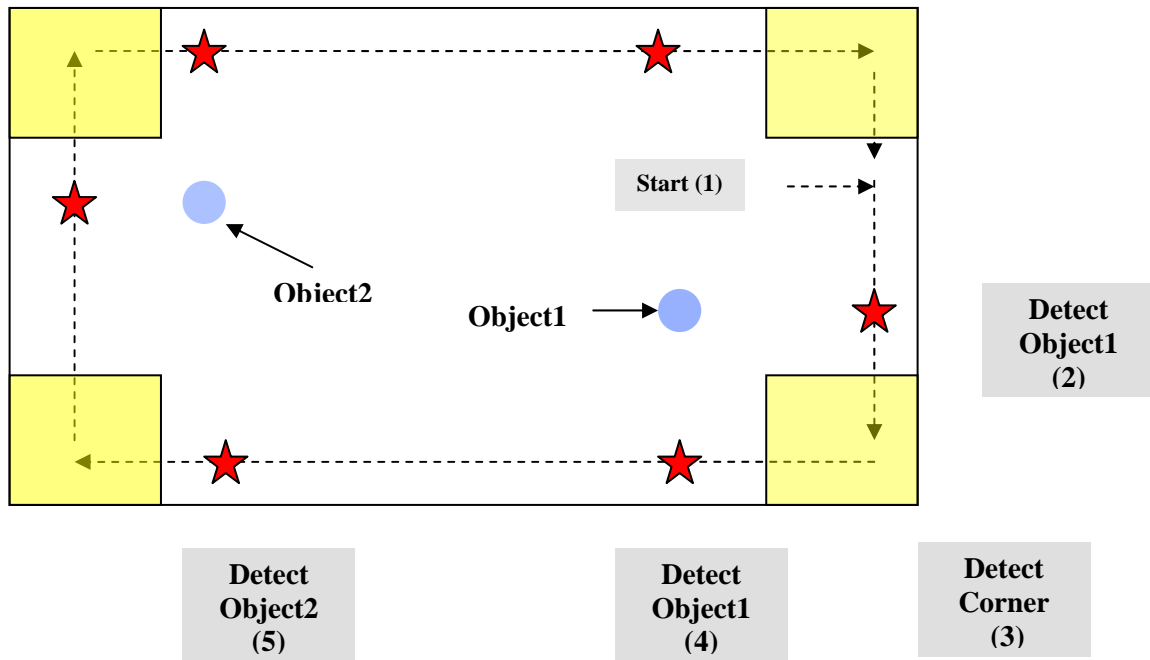 Start (1)
Object2
Object1
Detect
Object1
(2)
Detect
Object2
(5)
Detect
Object1
(4)
Detect
Corner
(3)